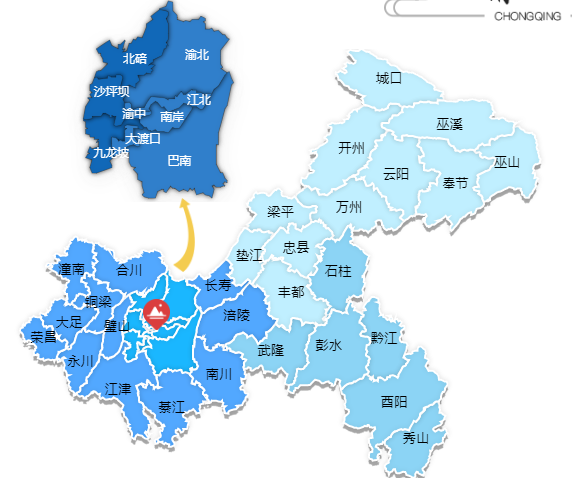 CHONGQING
渝北
北碚
沙坪坝
江北
渝中
南岸
大渡口
九龙坡
巴南
城口
巫溪
开州
云阳
巫山
奉节
万州
梁平
忠县
垫江
石柱
丰都
潼南
合川
长寿
铜梁
涪陵
大足
璧山
荣昌
永川
江津
綦江
南川
武隆
彭水
黔江
酉阳
秀山